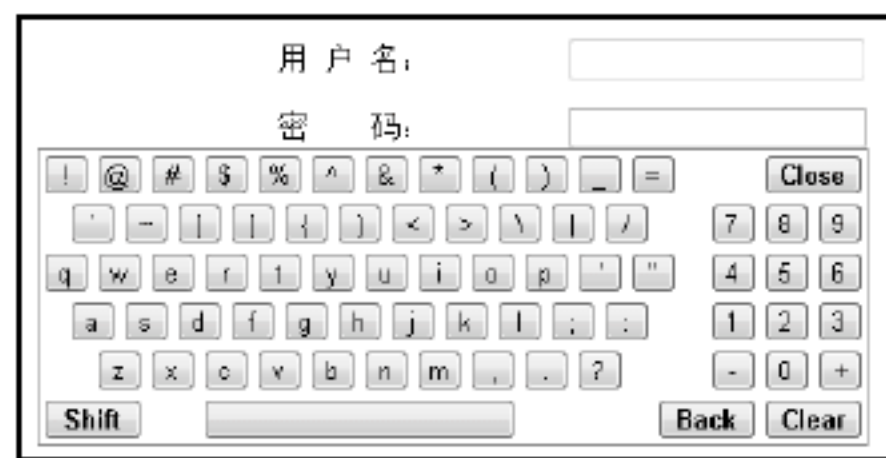 用 户 名:
密 码:
! @ # $ % ^ & * ( ) _ = Close
~ [ ] { } < > \ | / 7 8 9
q w e r t y u i o p ' " 4 5 6
a s d f g h j k l ; : 1 2 3
z x c v b n m , . ? - 0 +
Shift Back Clear